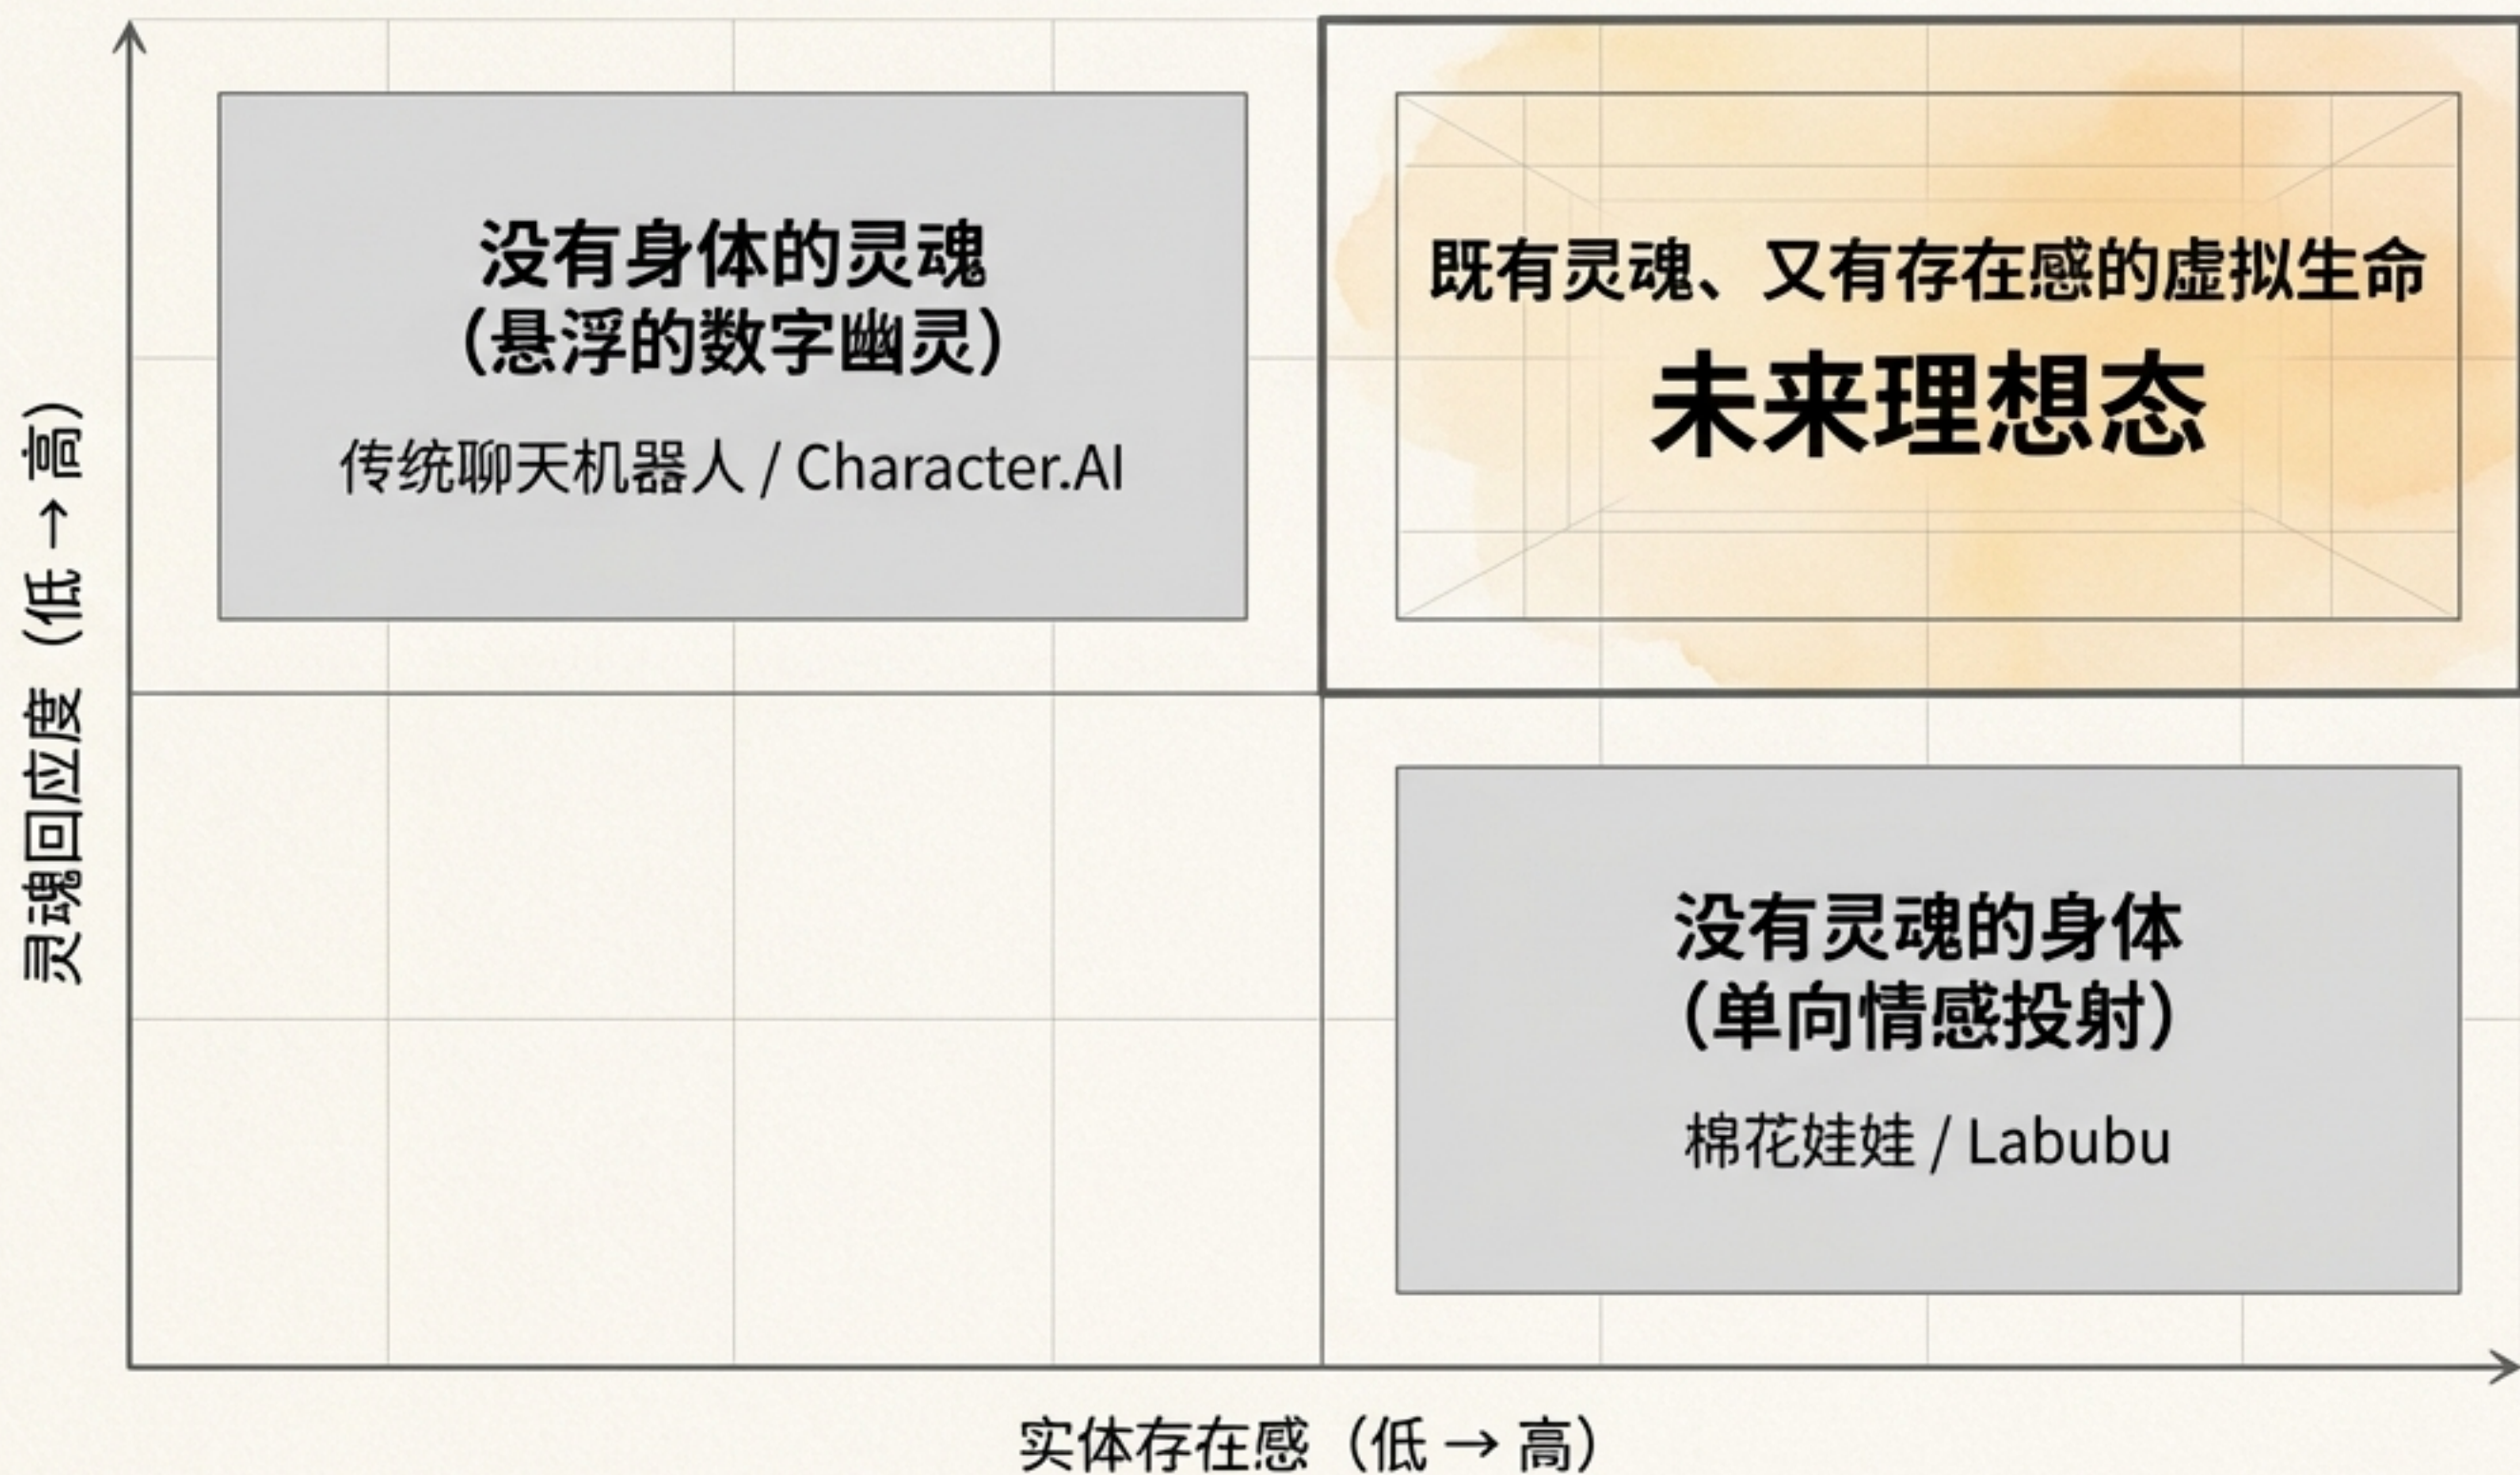 灵魂回应度（低 → 高）
没有身体的灵魂
（悬浮的数字幽灵）
传统聊天机器人 / Character.AI
既有灵魂、又有存在感的虚拟生命
未来理想态
没有灵魂的身体
（单向情感投射）
棉花娃娃 / Labubu
实体存在感（低 → 高）